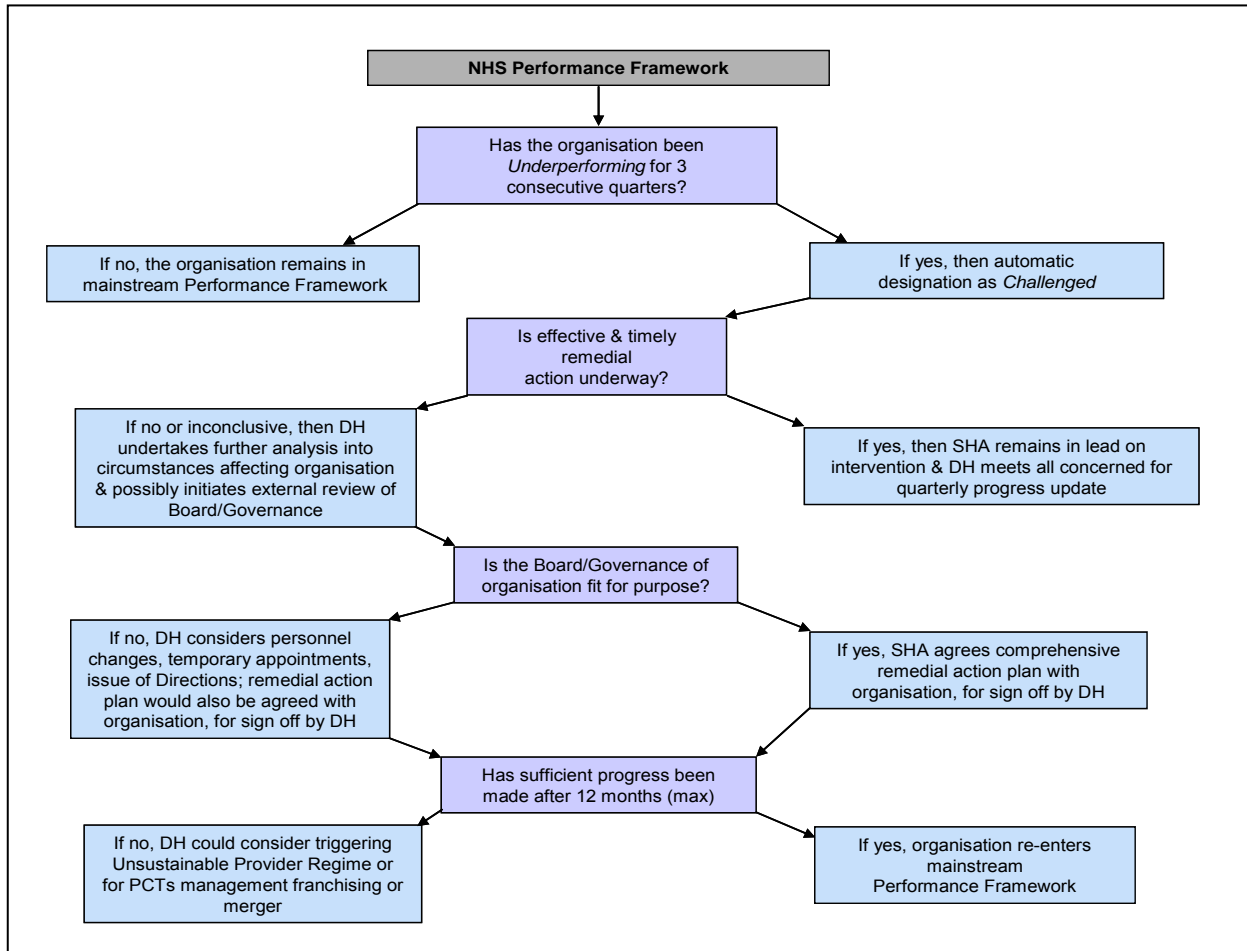 NHS Performance Framework
Has the organisation been
Underperforming for 3
consecutive quarters?
If no, the organisation remains in
mainstream Performance Framework
If yes, then automatic
designation as Challenged
Is effective & timely
remedial
action underway?
If no or inconclusive, then DH
undertakes further analysis into
circumstances affecting organisation
& possibly initiates external review of
Board/Governance
If yes, then SHA remains in lead on
intervention & DH meets all concerned for
quarterly progress update
Is the Board/Governance of
organisation fit for purpose?
If no, DH considers personnel
changes, temporary appointments,
issue of Directions; remedial action
plan would also be agreed with
organisation, for sign off by DH
If yes, SHA agrees comprehensive
remedial action plan with
organisation, for sign off by DH
Has sufficient progress been
made after 12 months (max)
If no, DH could consider triggering
Unsustainable Provider Regime or
for PCTs management franchising or
merger
If yes, organisation re-enters
mainstream
Performance Framework